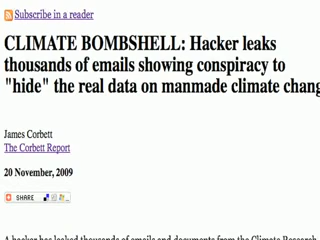 Subscribe in a reader
CLIMATE BOMBSHELL: Hacker leaks
thousands of emails showing conspiracy to
"hide" the real data on manmade climate chang
James Corbett
The Corbett Report
20 November, 2009
SHARE
A hacker has leaked thousands of emails and documents from the Climate Research